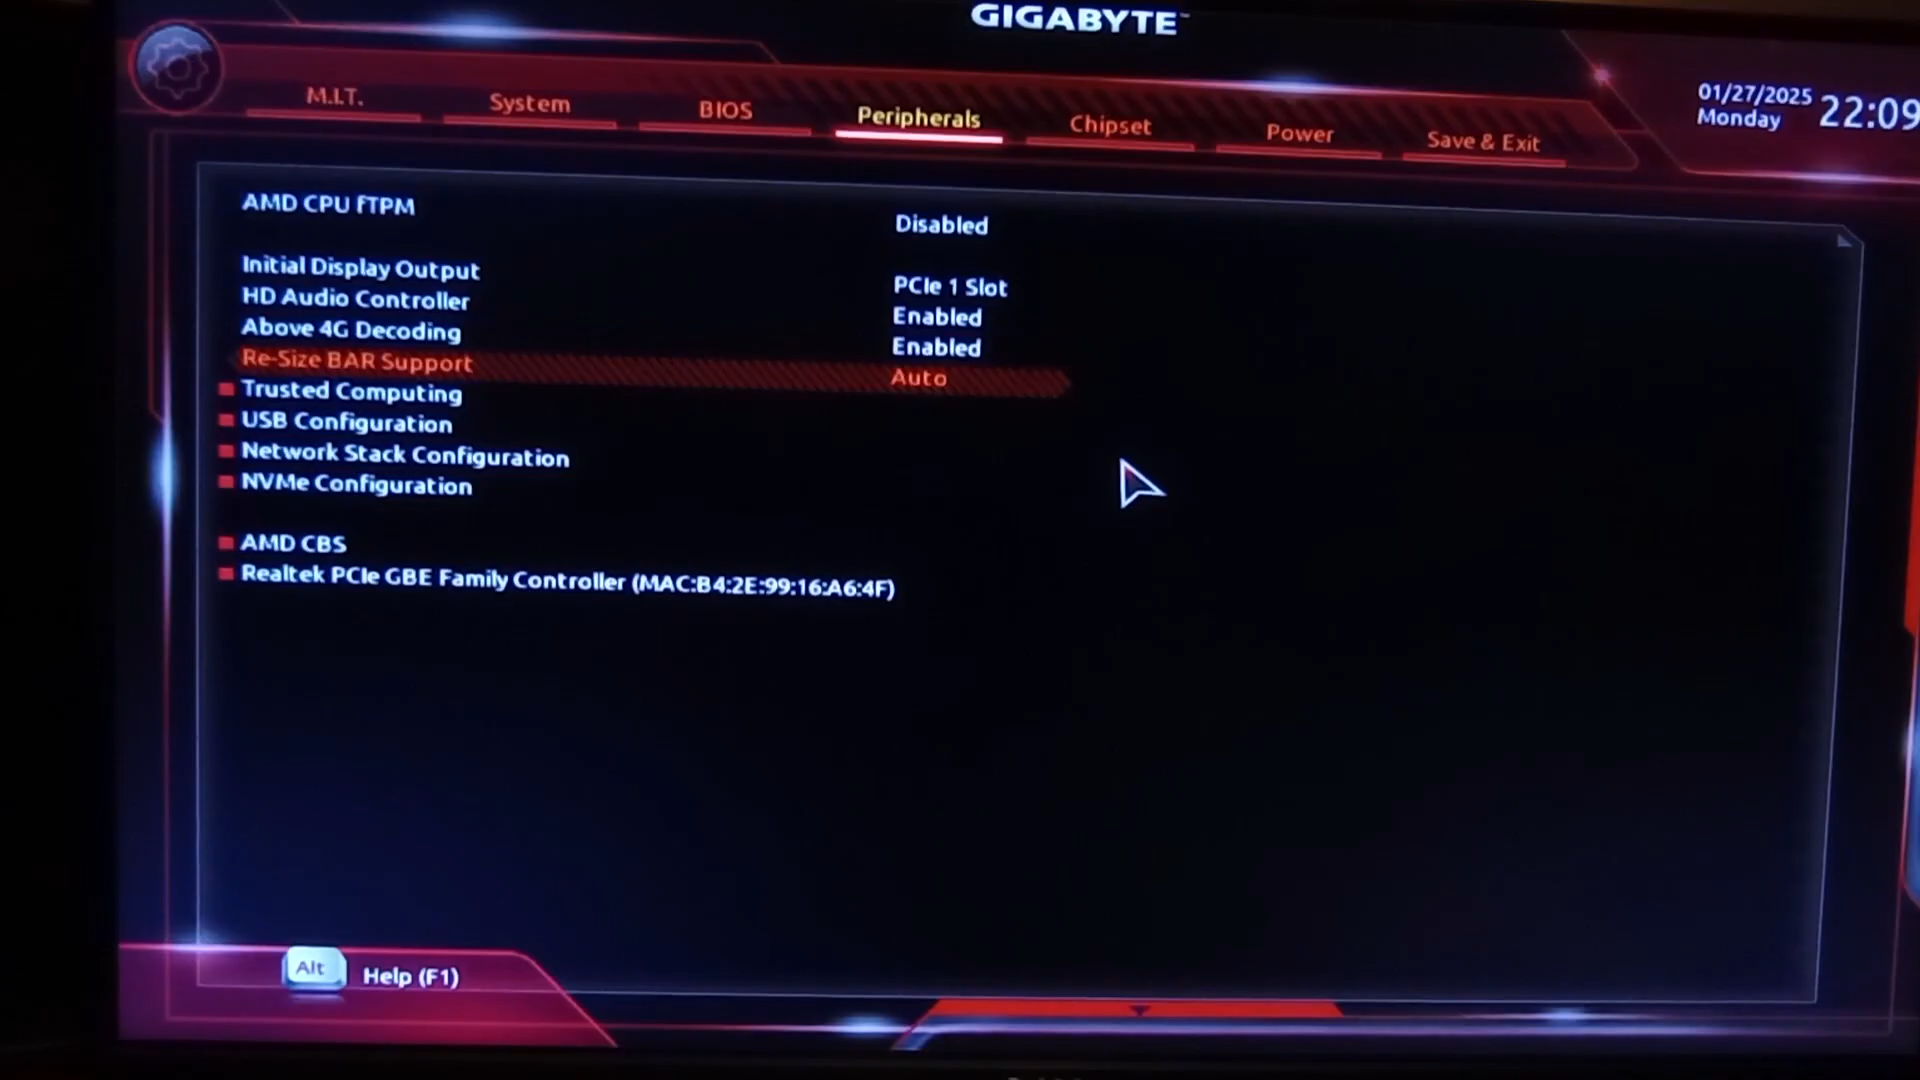 GIGABYTE™
M.I.T. System BIOS Peripherals Chipset Power Save & Exit
01/27/2025 22:09
Monday
AMD CPU fTPM Disabled
Initial Display Output PCIe 1 Slot
HD Audio Controller Enabled
Above 4G Decoding Enabled
Re-Size BAR Support Auto
Trusted Computing
USB Configuration
Network Stack Configuration
NVMe Configuration
AMD CBS
Realtek PCIe GBE Family Controller (MAC:B4:2E:99:16:A6:4F)
Alt Help (F1)